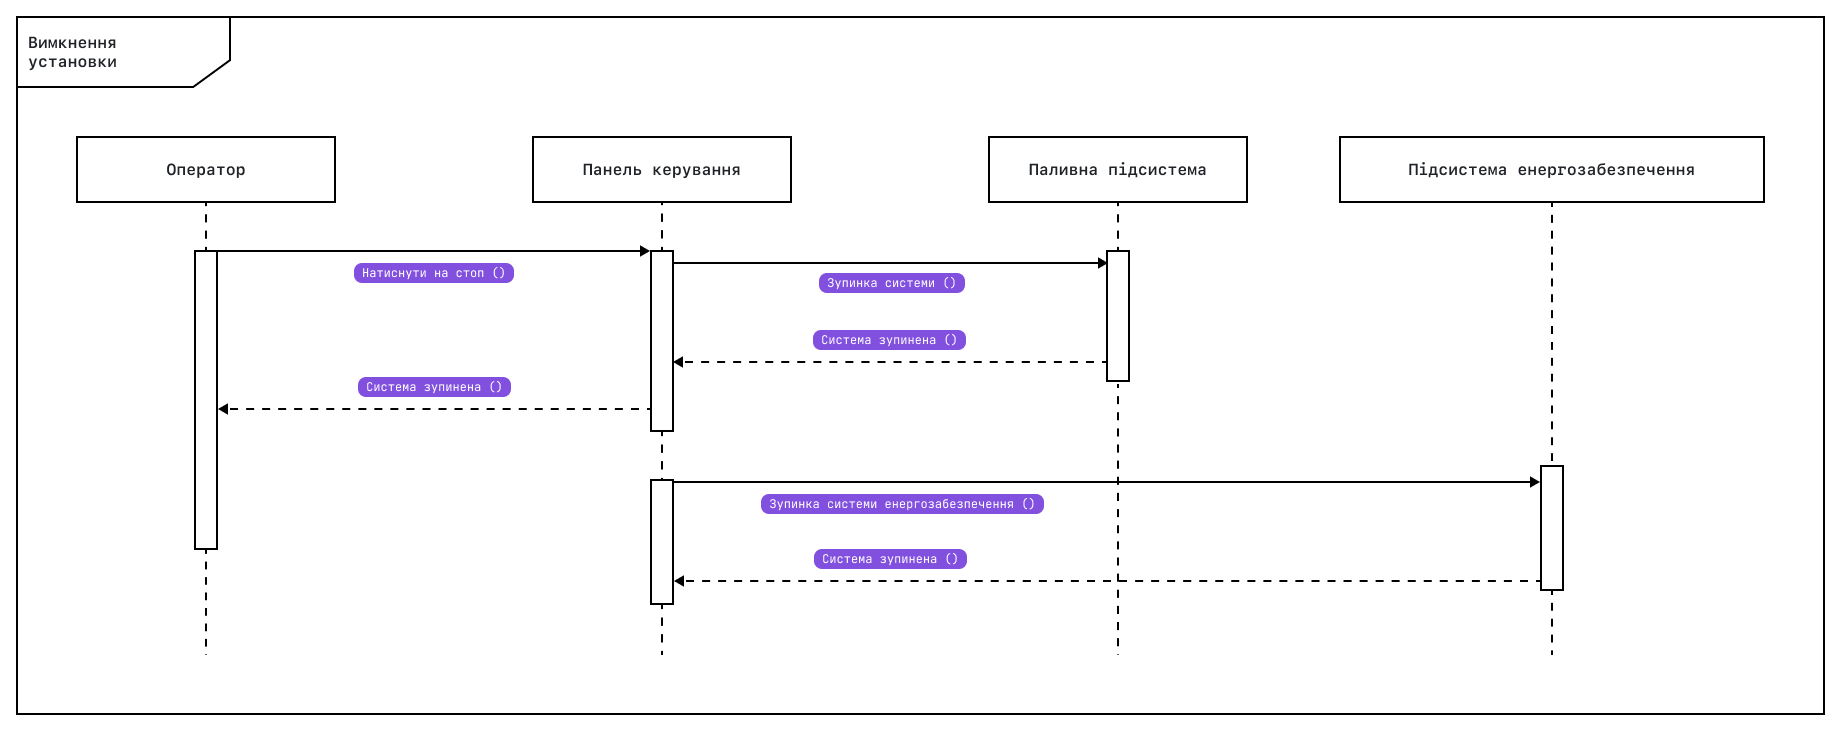 Вимкнення
установки
Оператор
Панель керування
Паливна підсистема
Підсистема енергозабезпечення
Натиснути на стоп ()
Зупинка системи ()
Система зупинена ()
Система зупинена ()
Зупинка системи енергозабезпечення ()
Система зупинена ()